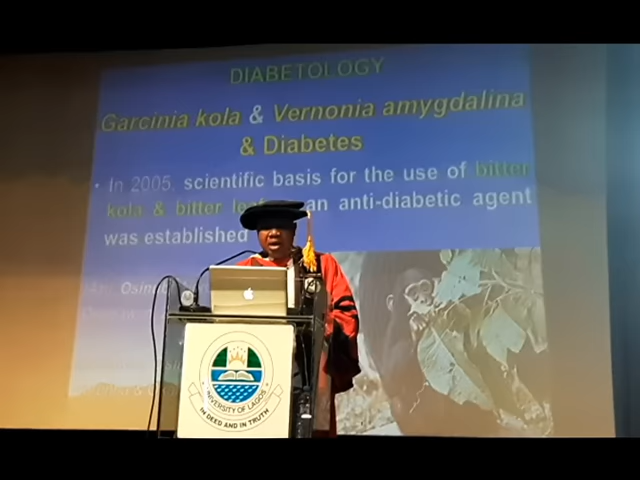 DIABETOLOGY
Garcinia kola & Vernonia amygdalina
& Diabetes
• In 2005, scientific basis for the use of bitter
kola & bitter an anti-diabetic agent
was established
UNIVERSITY OF LAGOS
IN DEED AND IN TRUTH